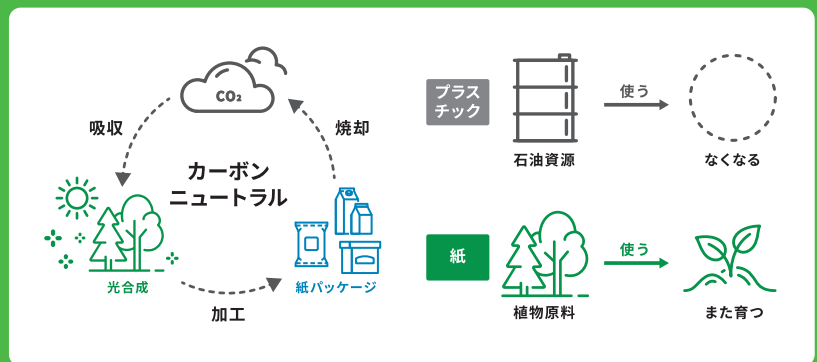 CO₂
吸収
焼却
カーボン
ニュートラル
光合成
紙パッケージ
加工
プラス
チック
石油資源
使う
なくなる
紙
植物原料
使う
また育つ